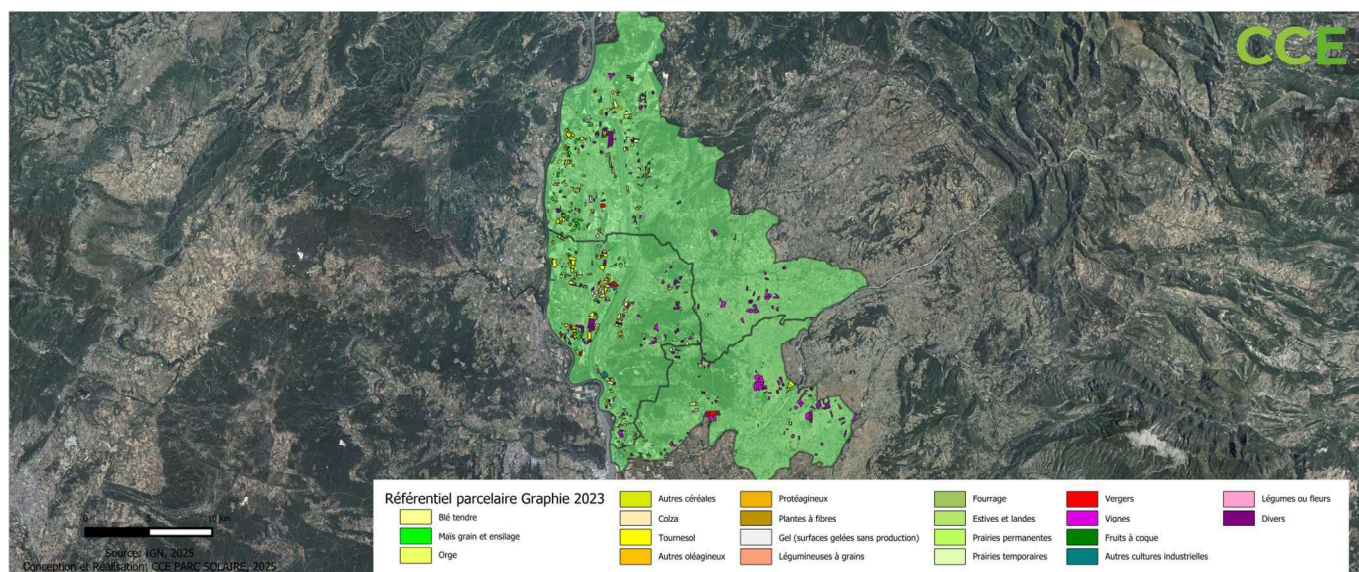 CCE
Référentiel parcelaire Graphie 2023
Blé tendre
Maïs grain et ensilage
Orge
Autres céréales
Colza
Tournesol
Autres oléagineux
Protéagineux
Plantes à fibres
Gel (surfaces gelées sans production)
Légumineuses à grains
Fourrage
Estives et landes
Prairies permanentes
Prairies temporaires
Vergers
Vignes
Fruits à coque
Autres cultures industrielles
Légumes ou fleurs
Divers
0 5 10 km
Source: IGN, 2025
Conception et Réalisation: CCE PARC SOLAIRE, 2025